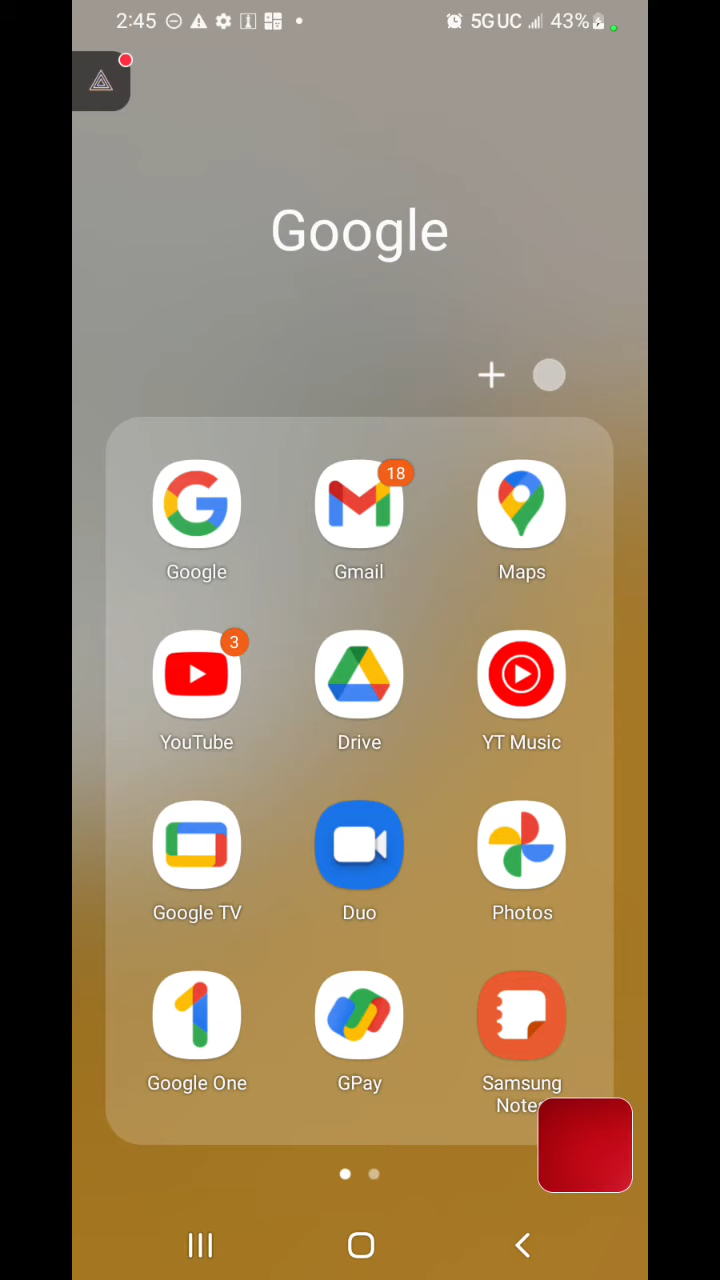 2:45 5G UC 43%
Google
18
Google Gmail Maps
3
YouTube Drive YT Music
Google TV Duo Photos
Google One GPay Samsung
Notes